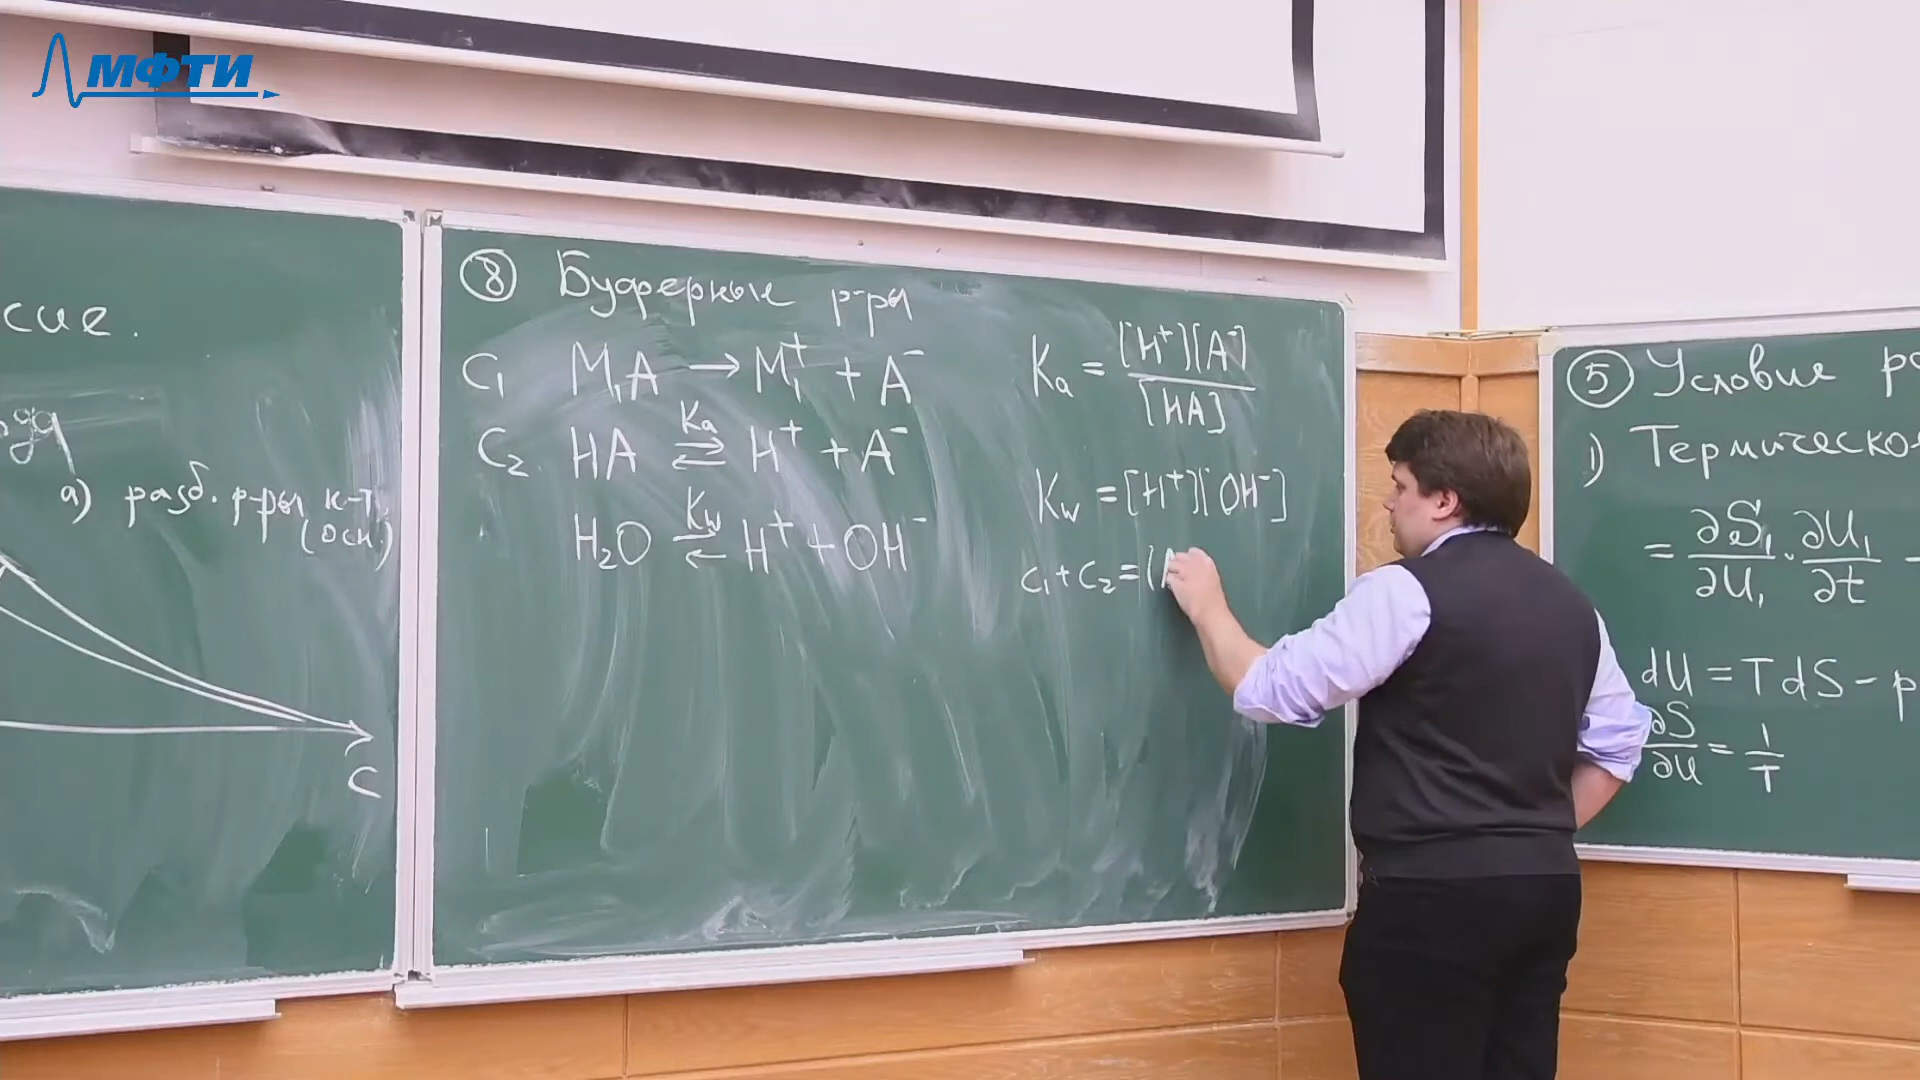 МФТИ
сие.
а) разб. р-ры к-т,
(осн.)
C
⑧ Буферные р-ры
C₁ M₁A → M₁⁺ + A⁻
C₂ HA ⇄ H⁺ + A⁻
Ka
H₂O ⇄ H⁺ + OH⁻
Kw
Ka = [H⁺][A⁻] / [HA]
Kw = [H⁺][OH⁻]
C₁ + C₂ = [A
⑤ Условие ро
1) Термическо
= ∂S₁/∂U₁ · ∂U₁/∂t -
dU = TdS - p
∂S/∂U = 1/T